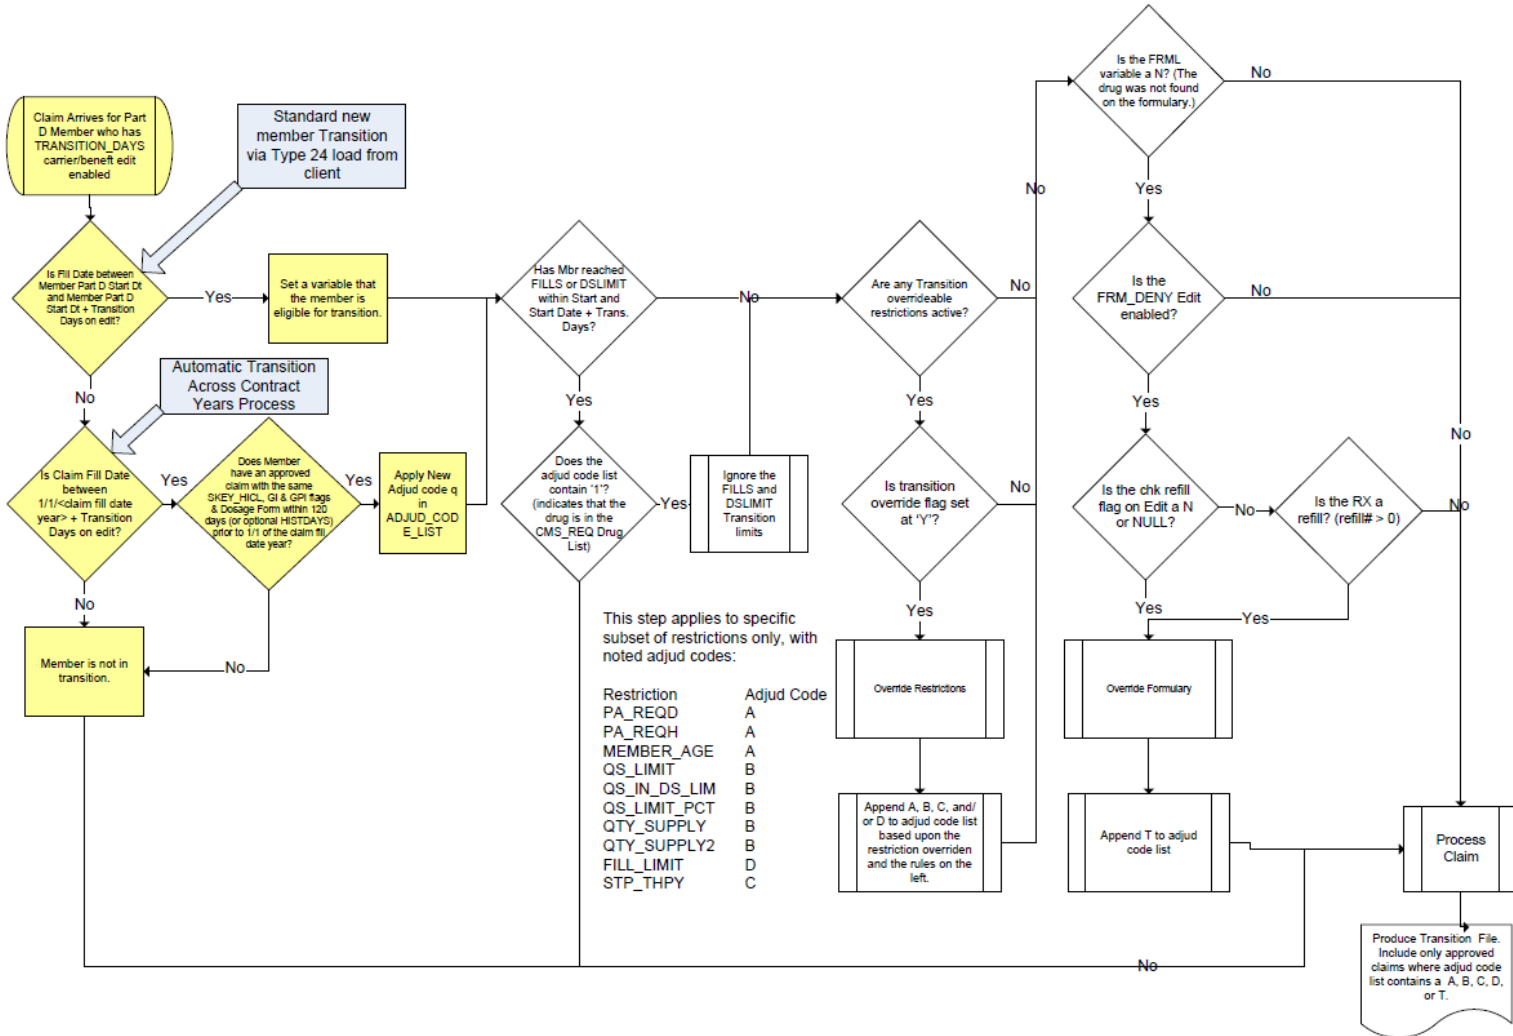 Claim Arrives for Part
D Member who has
TRANSITION_DAYS
carrier/beneft edit
enabled
Standard new
member Transition
via Type 24 load from
client
Is Fill Date between
Member Part D Start Dt
and Member Part D
Start Dt + Transition
Days on edit?
Yes
Set a variable that
the member is
eligible for transition.
No
Automatic Transition
Across Contract
Years Process
Is Claim Fill Date
between
1/1/<claim fill date
year> + Transition
Days on edit?
Yes
Does Member
have an approved
claim with the same
SKEY_HICL, GI & GPI flags
& Dosage Form within 120
days (or optional HISTDAYS)
prior to 1/1 of the claim fill
date year?
Yes
Apply New
Adjud code q
in
ADJUD_COD
E_LIST
No
Member is not in
transition.
No
Has Mbr reached
FILLS or DSLIMIT
within Start and
Start Date + Trans.
Days?
No
Yes
Does the
adjud code list
contain '1'?
(indicates that the
drug is in the
CMS_REQ Drug
List)
Yes
Ignore the
FILLS and
DSLIMIT
Transition
limits
Are any Transition
overrideable
restrictions active?
No
Yes
Is transition
override flag set
at 'Y'?
No
Yes
Override Restrictions
Append A, B, C, and/
or D to adjud code list
based upon the
restriction overriden
and the rules on the
left.
This step applies to specific
subset of restrictions only, with
noted adjud codes:
Restriction Adjud Code
PA_REQD A
PA_REQH A
MEMBER_AGE A
QS_LIMIT B
QS_IN_DS_LIM B
QS_LIMIT_PCT B
QTY_SUPPLY B
QTY_SUPPLY2 B
FILL_LIMIT D
STP_THPY C
No
Is the FRML
variable a N? (The
drug was not found
on the formulary.)
No
Yes
Is the
FRM_DENY Edit
enabled?
No
Yes
Is the chk refill
flag on Edit a N
or NULL?
No
Is the RX a
refill? (refill# > 0)
No
No
Yes
Yes
Override Formulary
Append T to adjud
code list
Process
Claim
No
Produce Transition File.
Include only approved
claims where adjud code
list contains a A, B, C, D,
or T.